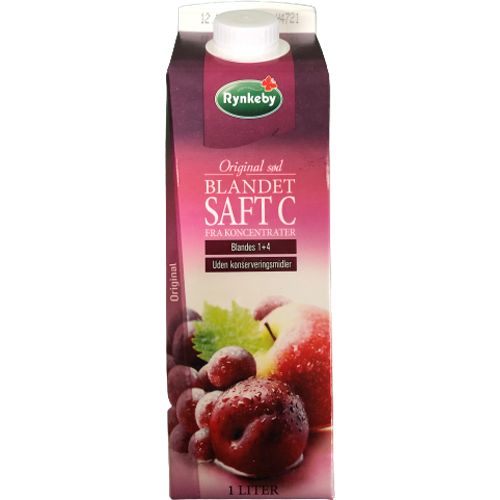 Rynkeby
Original sød
BLANDET
SAFT C
FRA KONCENTRATER
Blandes 1+4
Uden konserveringsmidler
Original
1 LITER